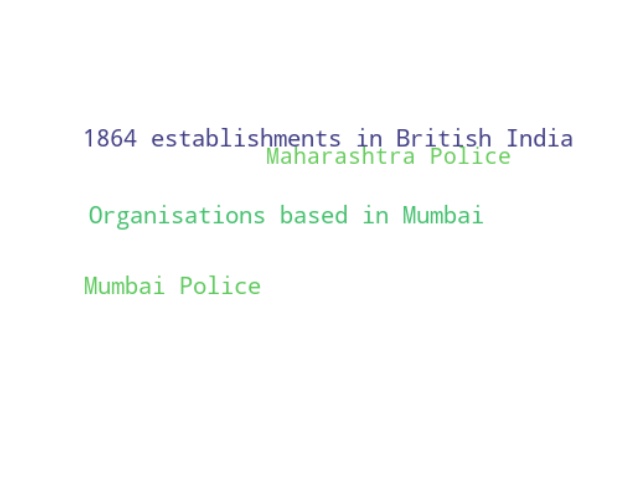 1864 establishments in British India
Maharashtra Police
Organisations based in Mumbai
Mumbai Police